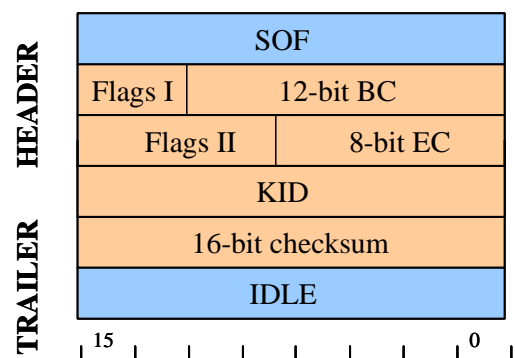 HEADER
SOF
Flags I 12-bit BC
Flags II 8-bit EC
KID
TRAILER
16-bit checksum
IDLE
15 0